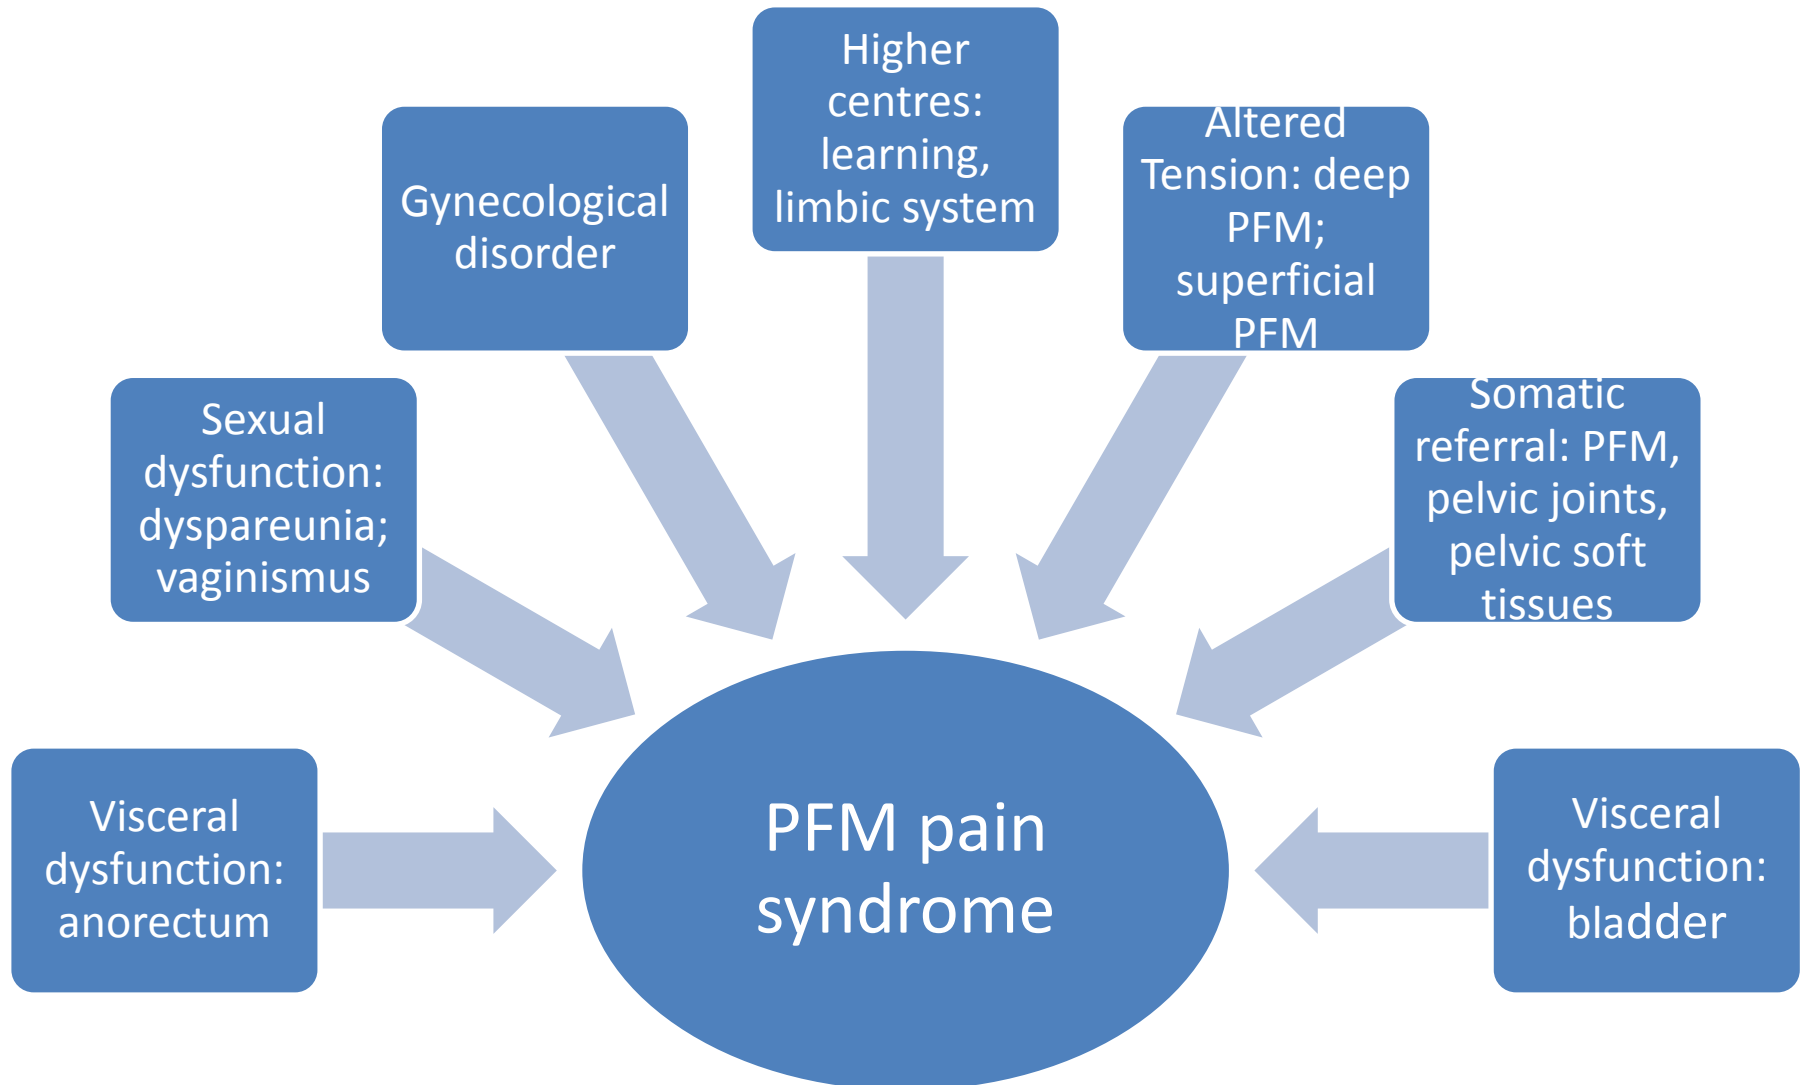 Higher
centres:
learning,
limbic system
Gynecological
disorder
Altered
Tension: deep
PFM;
superficial
PFM
Sexual
dysfunction:
dyspareunia;
vaginismus
Somatic
referral: PFM,
pelvic joints,
pelvic soft
tissues
Visceral
dysfunction:
anorectum
PFM pain
syndrome
Visceral
dysfunction:
bladder